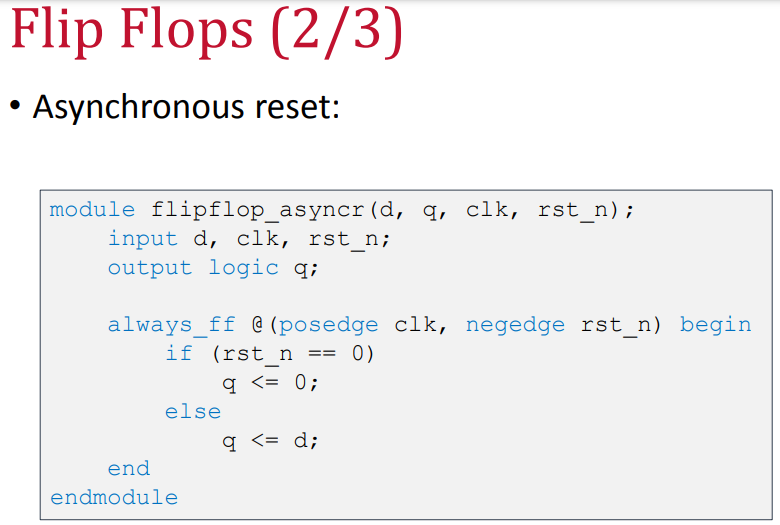 Flip Flops (2/3)
• Asynchronous reset:
module flipflop_asyncr(d, q, clk, rst_n);
    input d, clk, rst_n;
    output logic q;

    always_ff @(posedge clk, negedge rst_n) begin
        if (rst_n == 0)
            q <= 0;
        else
            q <= d;
    end
endmodule